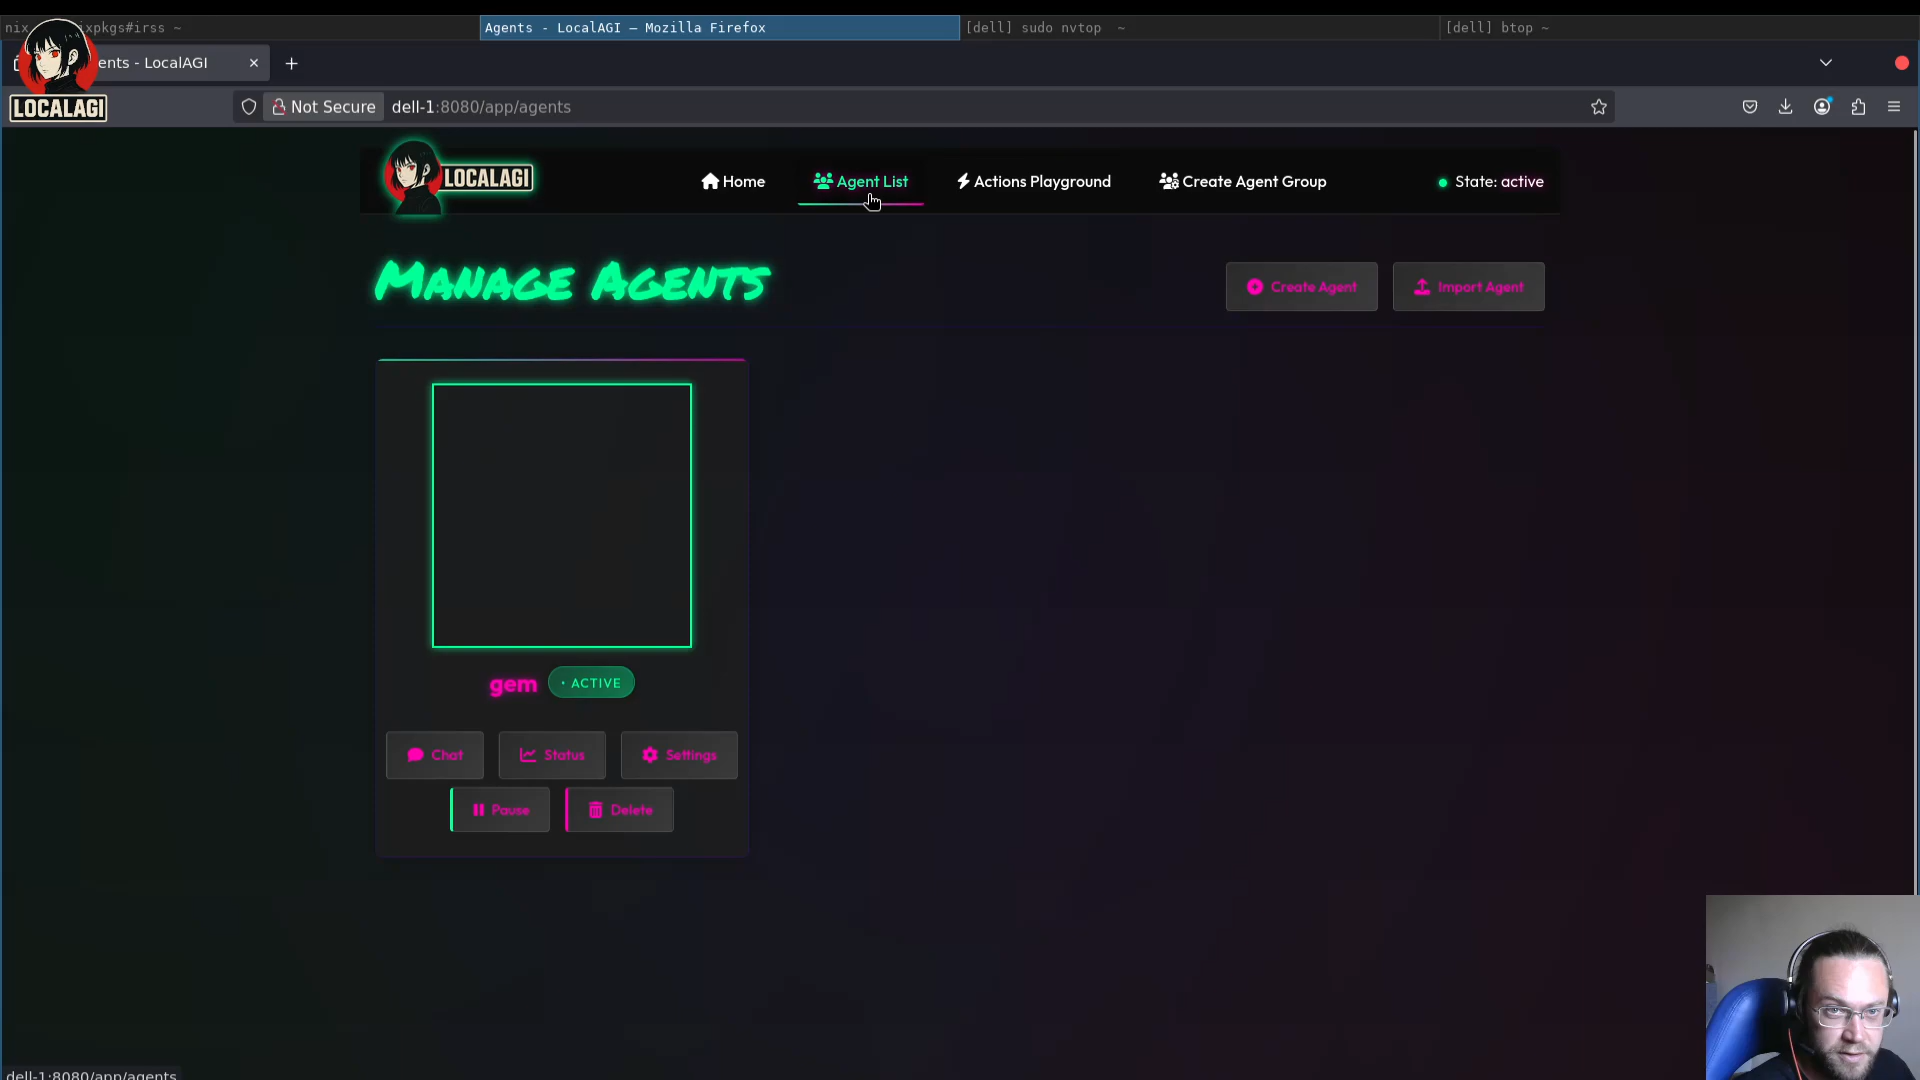 nix
ixpkgs#irss ~
Agents - LocalAGI — Mozilla Firefox
[dell] sudo nvtop ~
[dell] btop ~
ents - LocalAGI
LOCALAGI
Not Secure
dell-1:8080/app/agents
LOCALAGI
Home
Agent List
Actions Playground
Create Agent Group
State: active
Manage Agents
Create Agent
Import Agent
gem
• ACTIVE
Chat
Status
Settings
Pause
Delete
dell-1:8080/app/agents